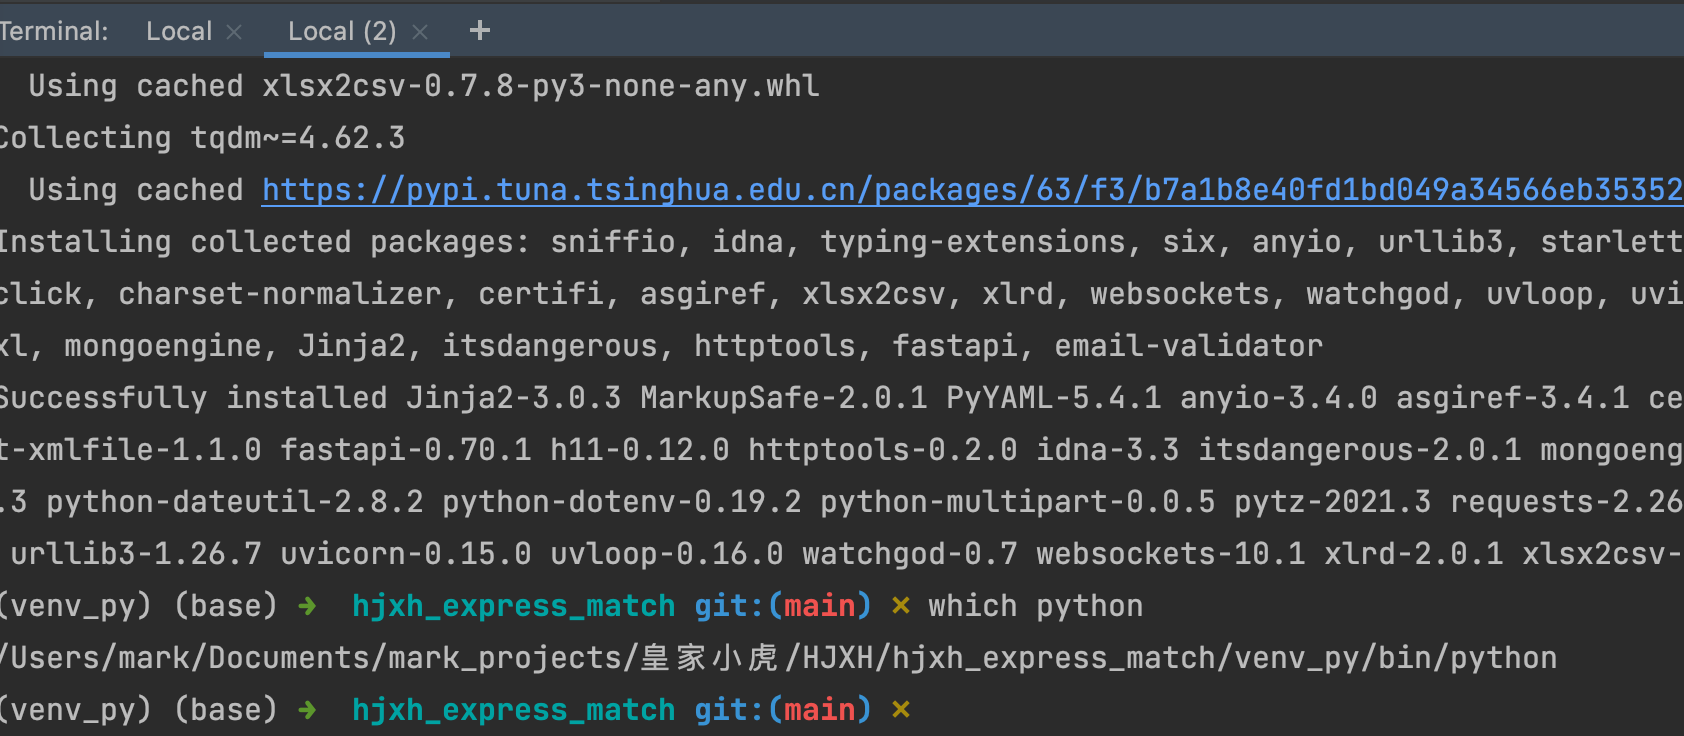 Terminal: Local × Local (2) × +
Using cached xlsx2csv-0.7.8-py3-none-any.whl
Collecting tqdm~=4.62.3
Using cached https://pypi.tuna.tsinghua.edu.cn/packages/63/f3/b7a1b8e40fd1bd049a34566eb35352
Installing collected packages: sniffio, idna, typing-extensions, six, anyio, urllib3, starlett
click, charset-normalizer, certifi, asgiref, xlsx2csv, xlrd, websockets, watchgod, uvloop, uvi
xl, mongoengine, Jinja2, itsdangerous, httptools, fastapi, email-validator
Successfully installed Jinja2-3.0.3 MarkupSafe-2.0.1 PyYAML-5.4.1 anyio-3.4.0 asgiref-3.4.1 ce
t-xmlfile-1.1.0 fastapi-0.70.1 h11-0.12.0 httptools-0.2.0 idna-3.3 itsdangerous-2.0.1 mongoeng
.3 python-dateutil-2.8.2 python-dotenv-0.19.2 python-multipart-0.0.5 pytz-2021.3 requests-2.26
urllib3-1.26.7 uvicorn-0.15.0 uvloop-0.16.0 watchgod-0.7 websockets-10.1 xlrd-2.0.1 xlsx2csv-
(venv_py) (base) ➜ hjxh_express_match git:(main) ✗ which python
/Users/mark/Documents/mark_projects/皇家小虎/HJXH/hjxh_express_match/venv_py/bin/python
(venv_py) (base) ➜ hjxh_express_match git:(main) ✗